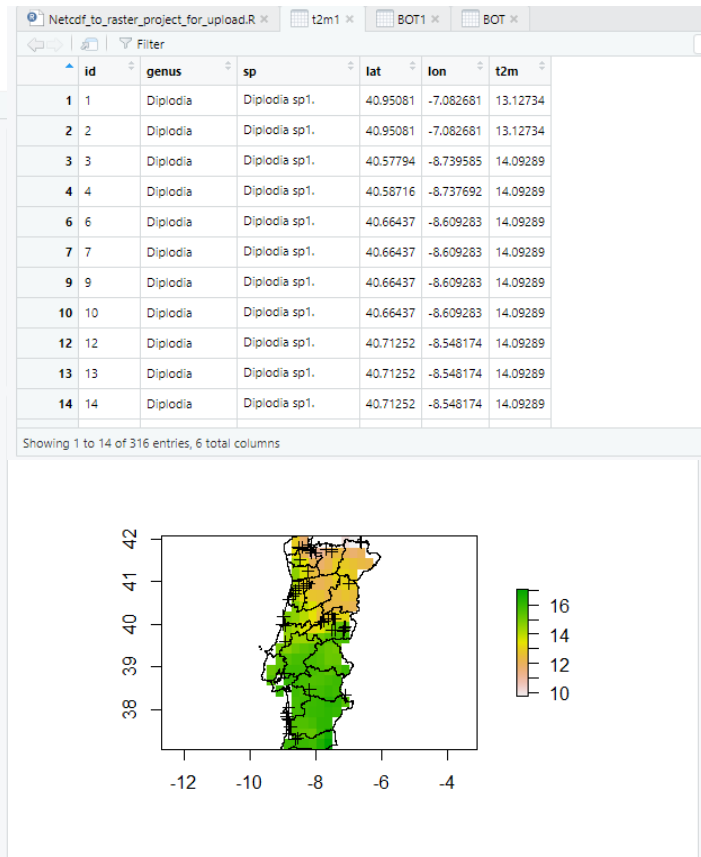 Netcdf_to_raster_project_for_upload.R × t2m1 × BOT1 × BOT ×
Filter
id genus sp lat lon t2m
1 1 Diplodia Diplodia sp1. 40.95081 -7.082681 13.12734
2 2 Diplodia Diplodia sp1. 40.95081 -7.082681 13.12734
3 3 Diplodia Diplodia sp1. 40.57794 -8.739585 14.09289
4 4 Diplodia Diplodia sp1. 40.58716 -8.737692 14.09289
6 6 Diplodia Diplodia sp1. 40.66437 -8.609283 14.09289
7 7 Diplodia Diplodia sp1. 40.66437 -8.609283 14.09289
9 9 Diplodia Diplodia sp1. 40.66437 -8.609283 14.09289
10 10 Diplodia Diplodia sp1. 40.66437 -8.609283 14.09289
12 12 Diplodia Diplodia sp1. 40.71252 -8.548174 14.09289
13 13 Diplodia Diplodia sp1. 40.71252 -8.548174 14.09289
14 14 Diplodia Diplodia sp1. 40.71252 -8.548174 14.09289
Showing 1 to 14 of 316 entries, 6 total columns
42
41
40
39
38
-12 -10 -8 -6 -4
16
14
12
10